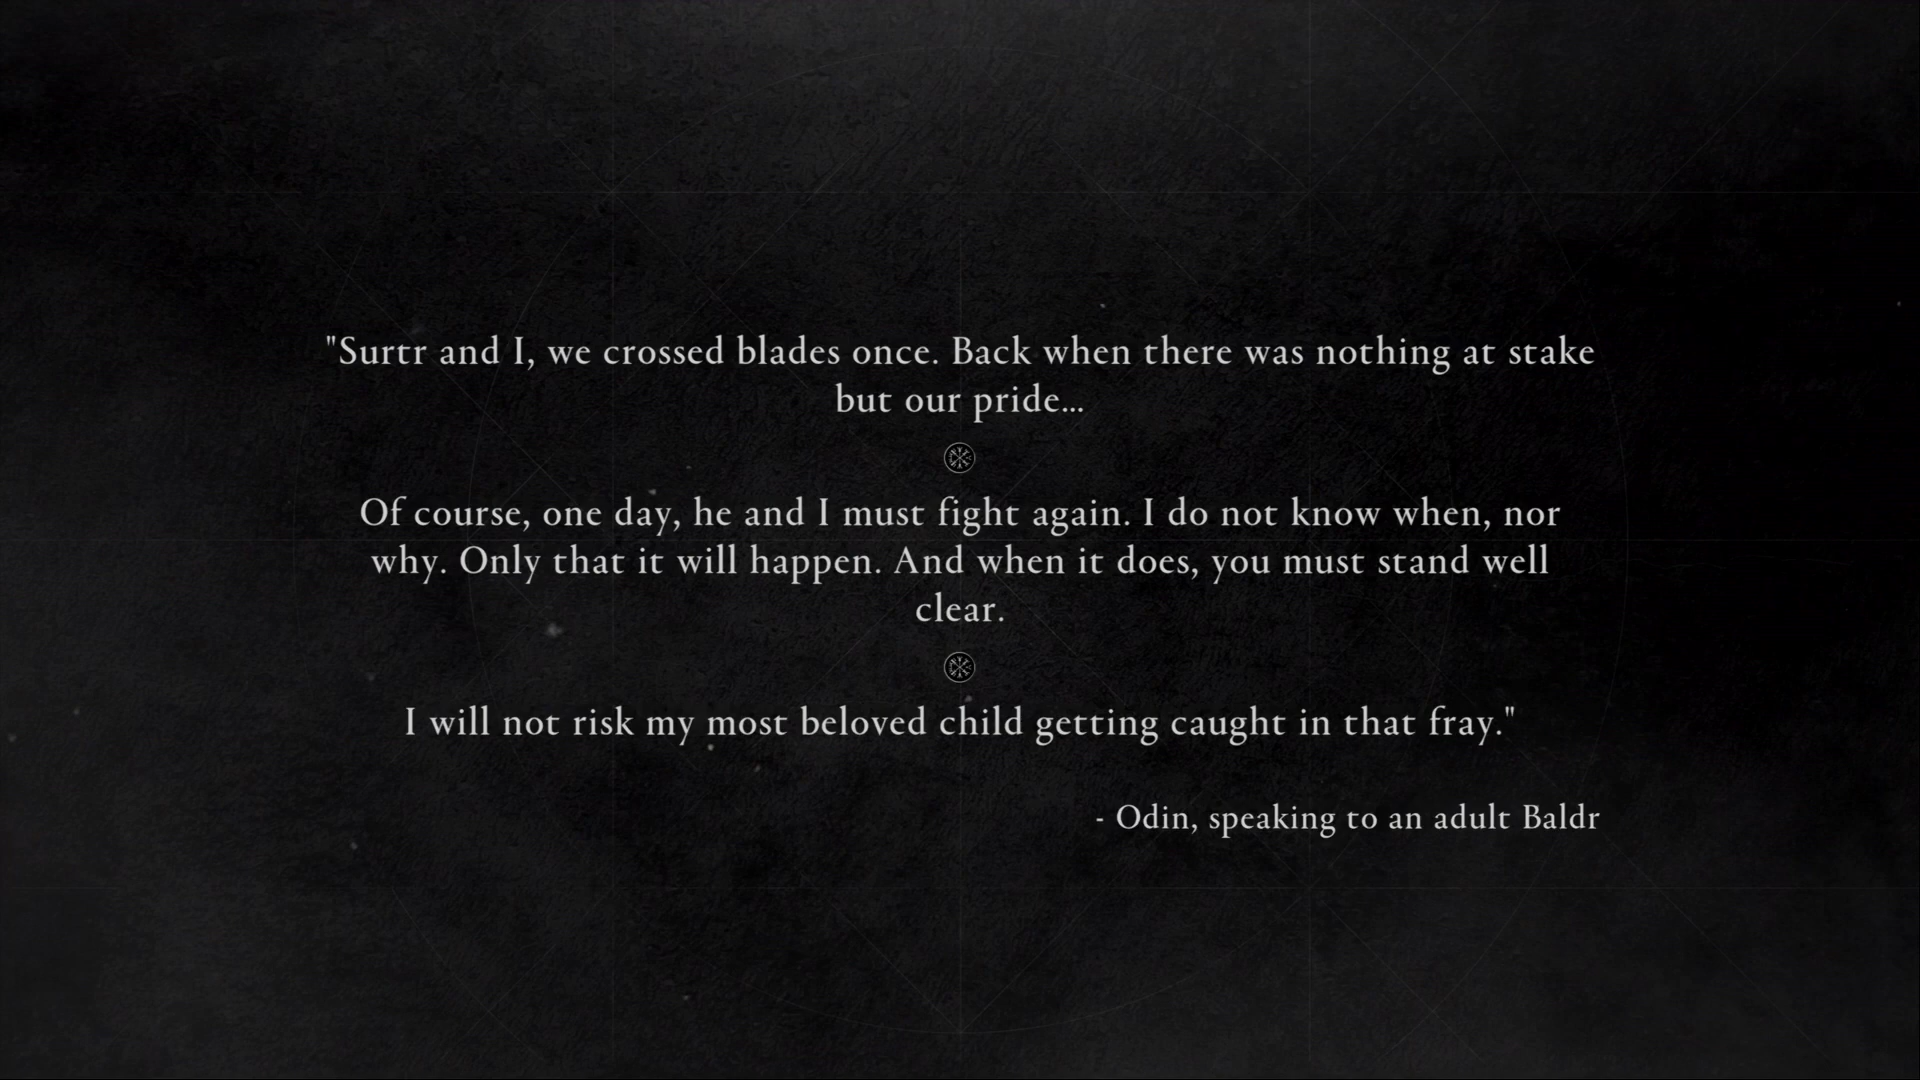 "Surtr and I, we crossed blades once. Back when there was nothing at stake
but our pride...
Of course, one day, he and I must fight again. I do not know when, nor
why. Only that it will happen. And when it does, you must stand well
clear.
I will not risk my most beloved child getting caught in that fray."
- Odin, speaking to an adult Baldr